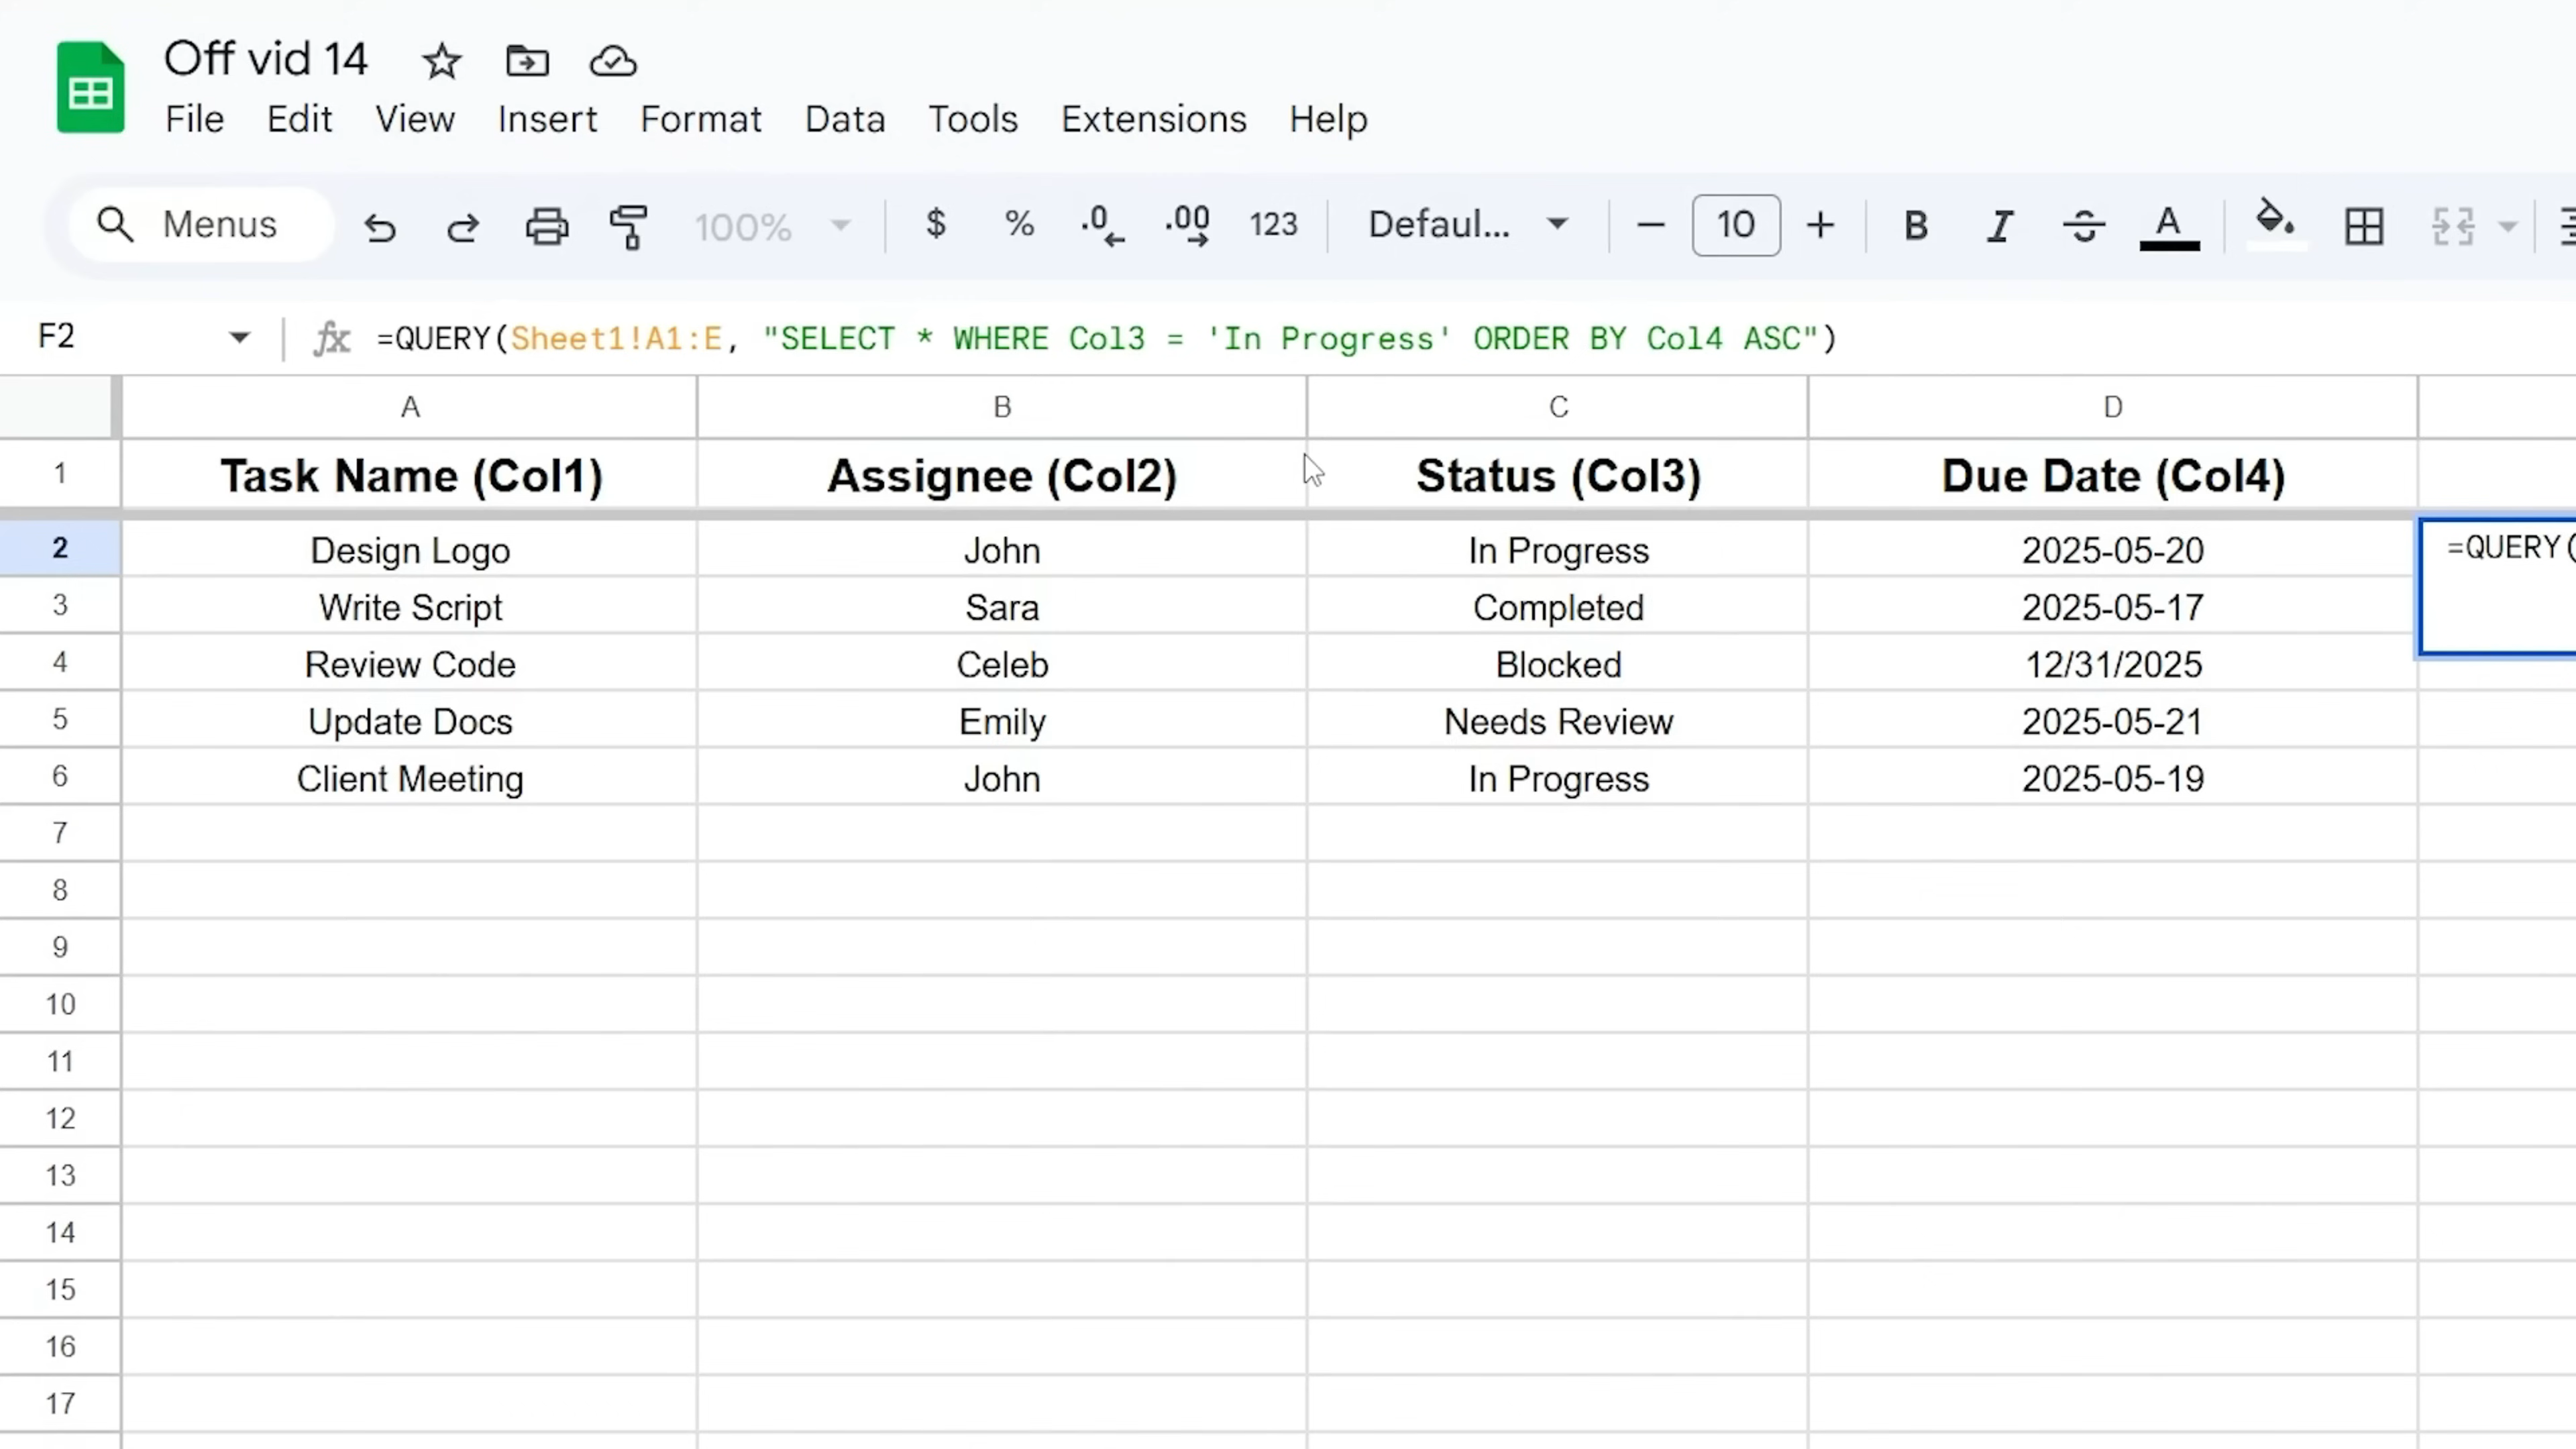 Off vid 14
File Edit View Insert Format Data Tools Extensions Help
Menus 100% $ % .0 .00 123 Defaul... 10 B I S A
F2 fx =QUERY(Sheet1!A1:E, "SELECT * WHERE Col3 = 'In Progress' ORDER BY Col4 ASC")
A B C D
1 Task Name (Col1) Assignee (Col2) Status (Col3) Due Date (Col4)
2 Design Logo John In Progress 2025-05-20 =QUERY(
3 Write Script Sara Completed 2025-05-17
4 Review Code Celeb Blocked 12/31/2025
5 Update Docs Emily Needs Review 2025-05-21
6 Client Meeting John In Progress 2025-05-19
7
8
9
10
11
12
13
14
15
16
17